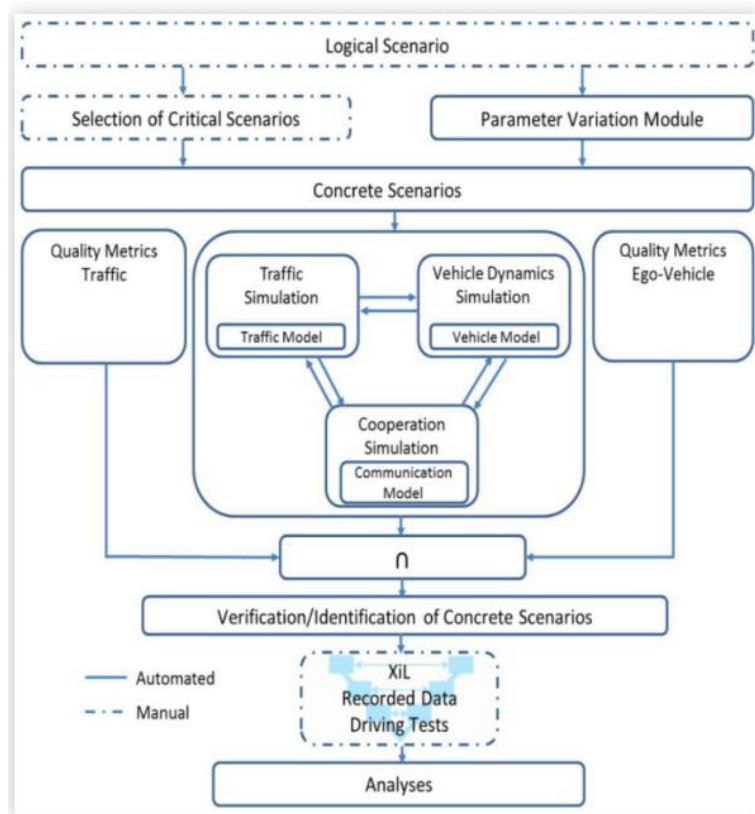 Logical Scenario
Selection of Critical Scenarios
Parameter Variation Module
Concrete Scenarios
Quality Metrics
Traffic
Traffic
Simulation
Traffic Model
Vehicle Dynamics
Simulation
Vehicle Model
Quality Metrics
Ego-Vehicle
Cooperation
Simulation
Communication
Model
∩
Verification/Identification of Concrete Scenarios
Automated
Manual
XiL
Recorded Data
Driving Tests
Analyses